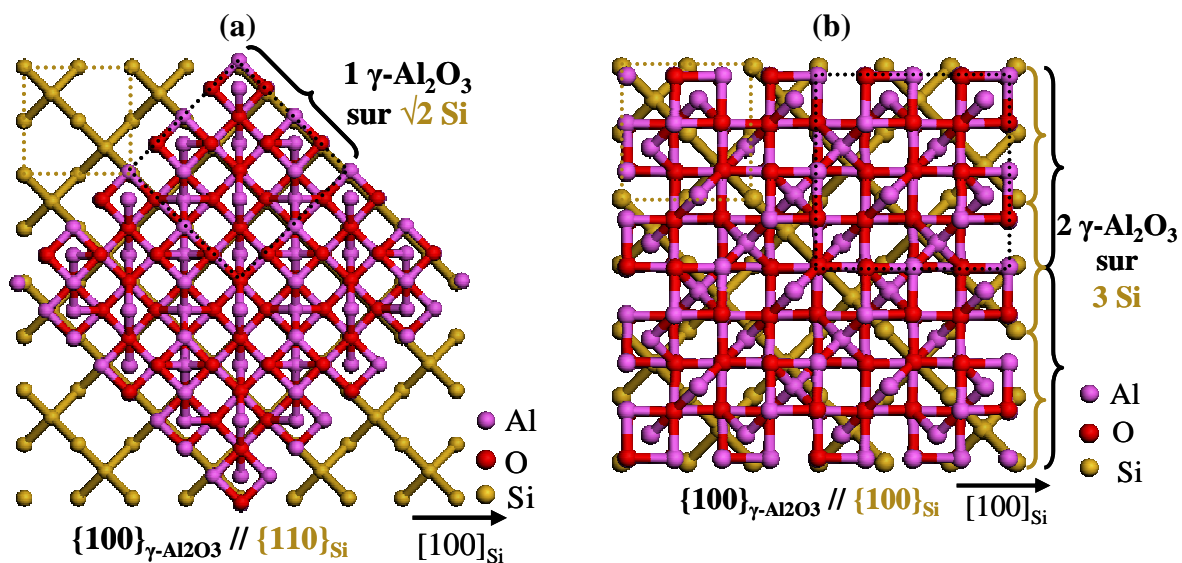 (a)
1 γ-Al₂O₃
sur √2 Si
Al
O
Si
{100}γ-Al2O3 // {110}Si
[100]Si
(b)
2 γ-Al₂O₃
sur
3 Si
Al
O
Si
{100}γ-Al2O3 // {100}Si
[100]Si